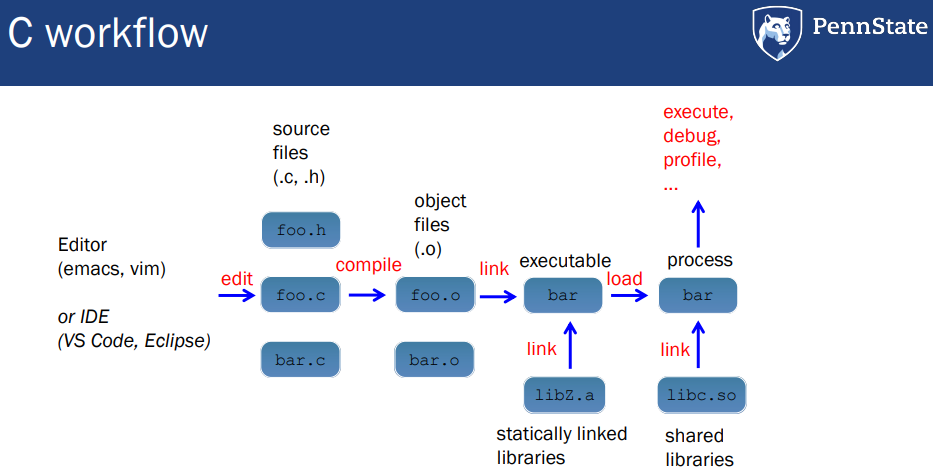 C workflow
PennState
source
files
(.c, .h)
foo.h
foo.c
bar.c
Editor
(emacs, vim)
or IDE
(VS Code, Eclipse)
edit
compile
object
files
(.o)
foo.o
bar.o
link
executable
bar
load
process
bar
execute,
debug,
profile,
...
link
libZ.a
statically linked
libraries
link
libc.so
shared
libraries